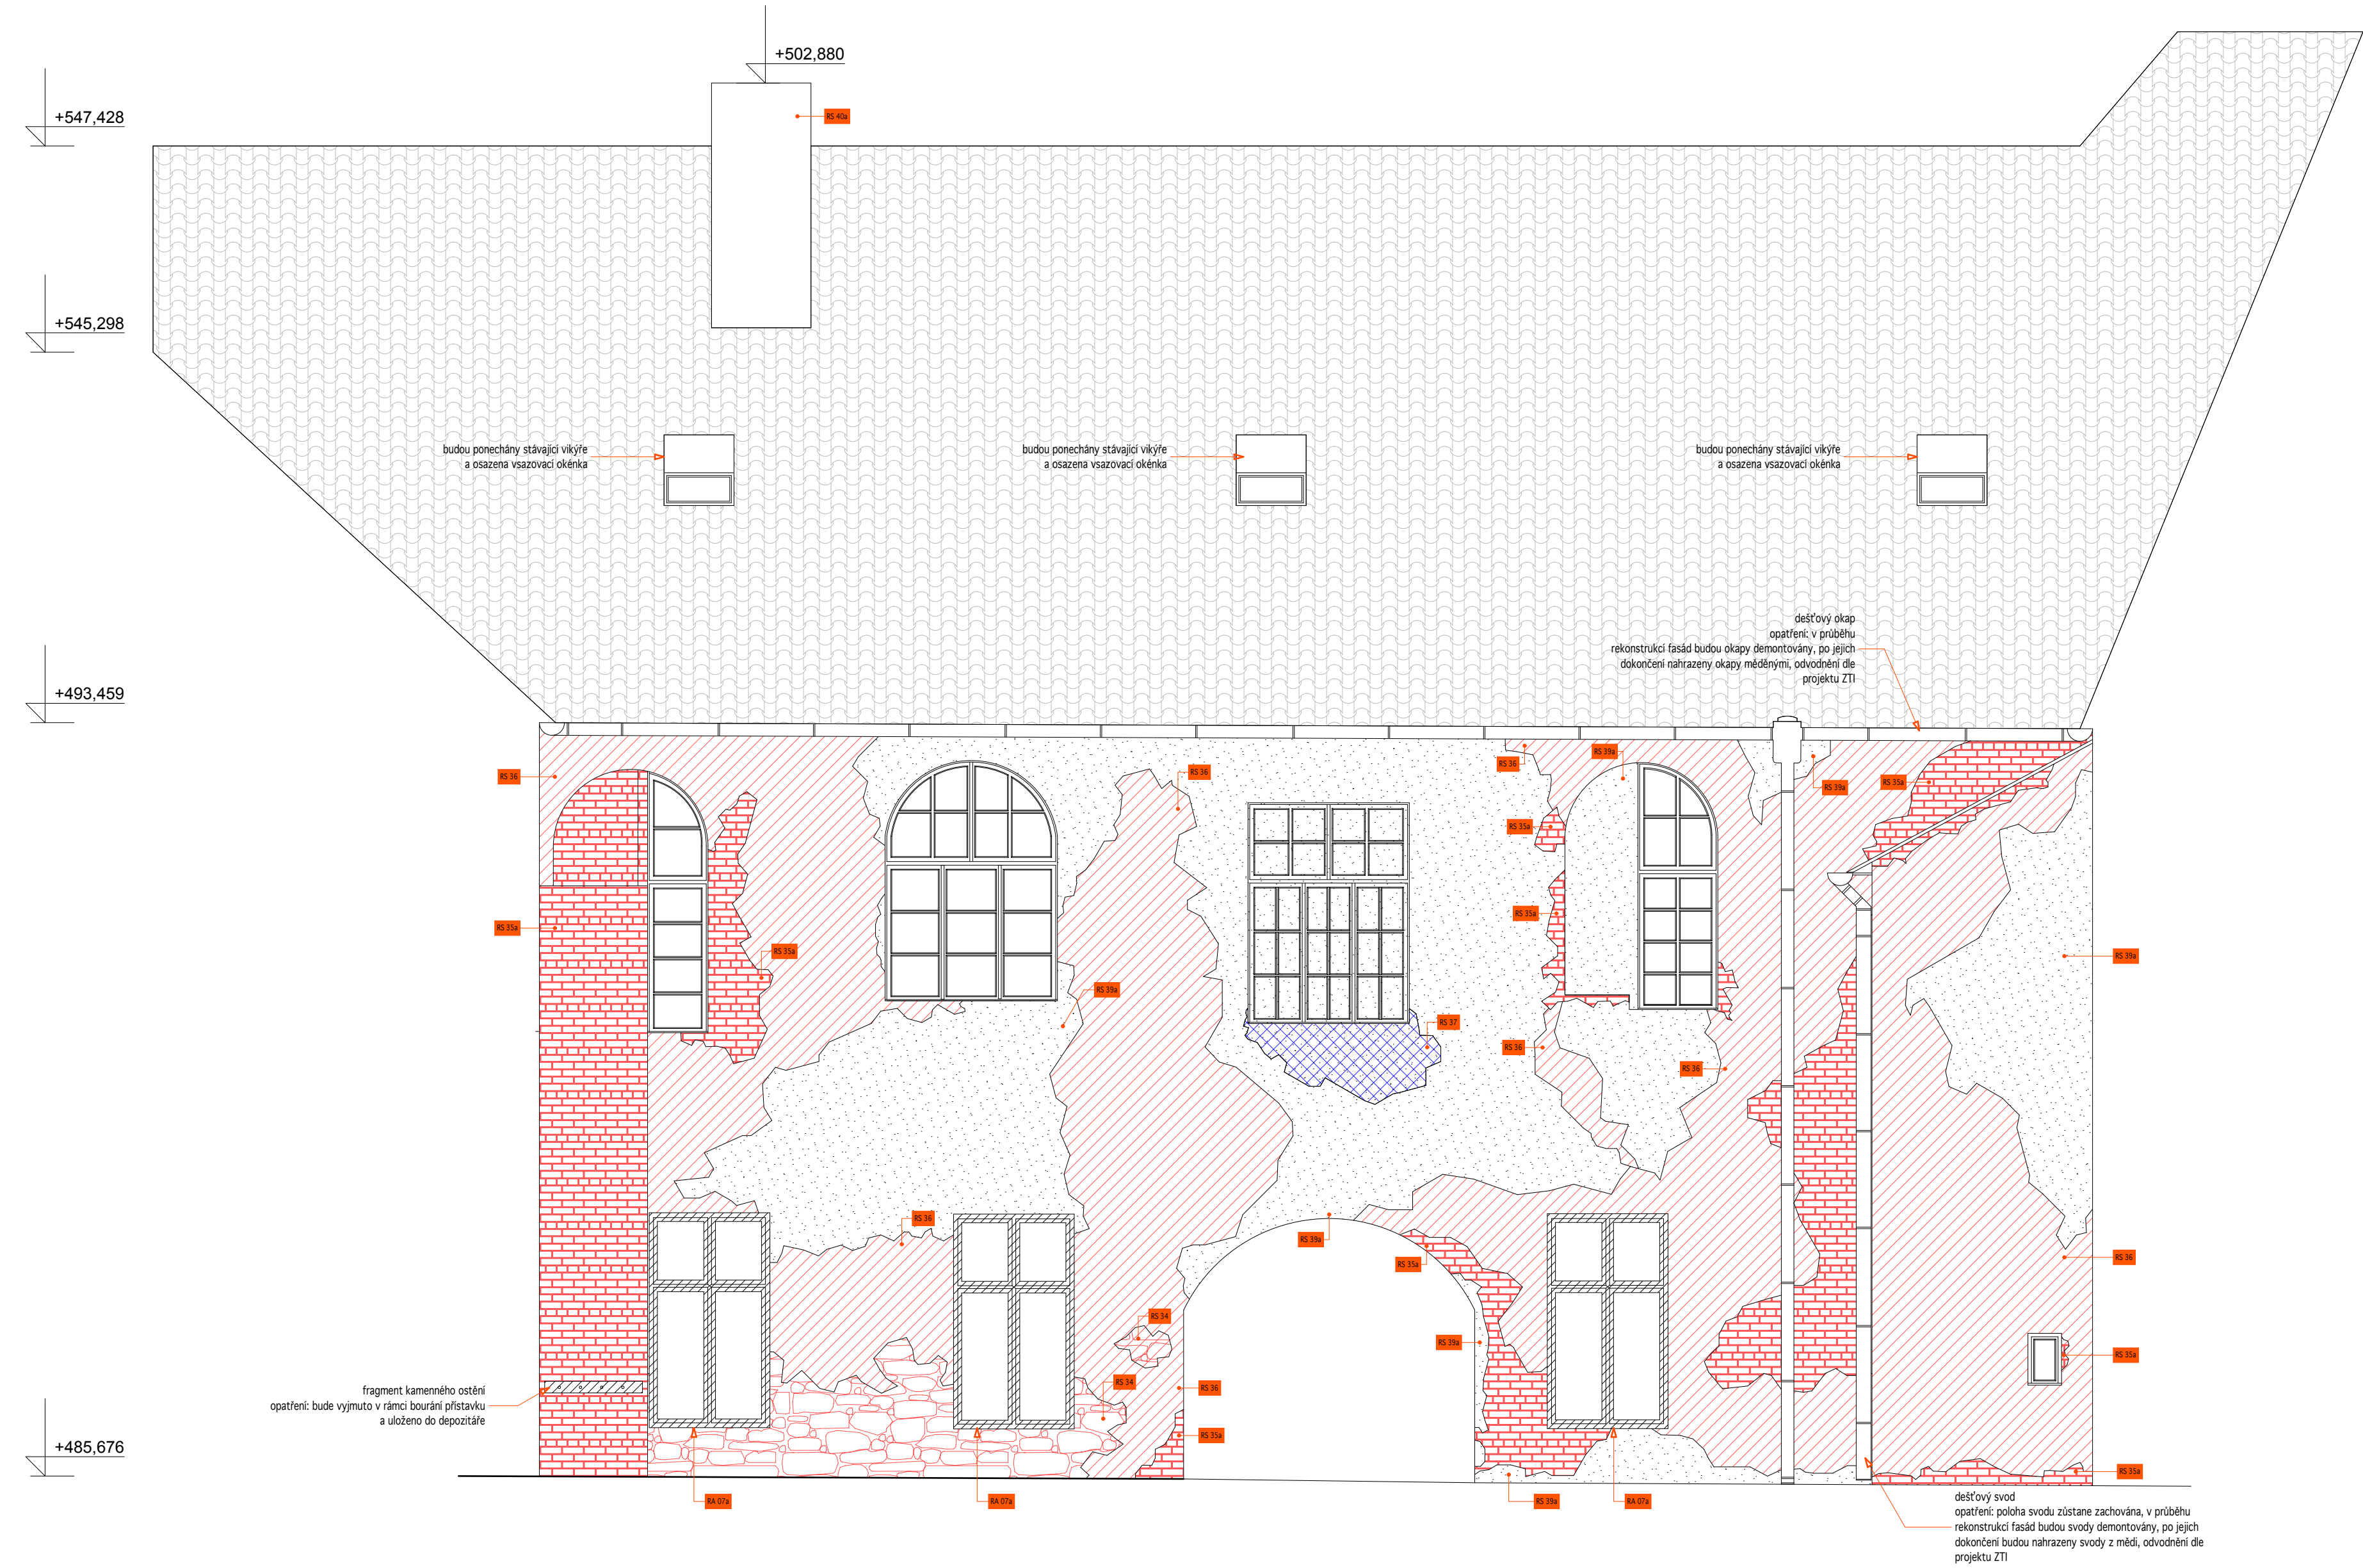 +502,880
RS 40a
+547,428
+545,298
budou ponechány stávající vikýře
a osazena vsazovací okénka
budou ponechány stávající vikýře
a osazena vsazovací okénka
budou ponechány stávající vikýře
a osazena vsazovací okénka
dešťový okap
opatření: v průběhu
rekonstrukcí fasád budou okapy demontovány, po jejich
dokončení nahrazeny okapy měděnými, odvodnění dle
projektu ZTI
+493,459
RS 36
RS 36
RS 36
RS 39a
RS 39a
RS 35a
RS 35a
RS 35a
RS 35a
RS 35a
RS 39a
RS 39a
RS 37
RS 36
RS 36
RS 36
RS 39a
RS 35a
RS 36
RS 34
RS 39a
RS 35a
RS 34
RS 36
RS 35a
fragment kamenného ostění
opatření: bude vyjmuto v rámci bourání přístavku
a uloženo do depozitáře
+485,676
RS 35a
RA 07a
RA 07a
RS 39a
RA 07a
dešťový svod
opatření: poloha svodu zůstane zachována, v průběhu
rekonstrukcí fasád budou svody demontovány, po jejich
dokončení budou nahrazeny svody z mědi, odvodnění dle
projektu ZTI